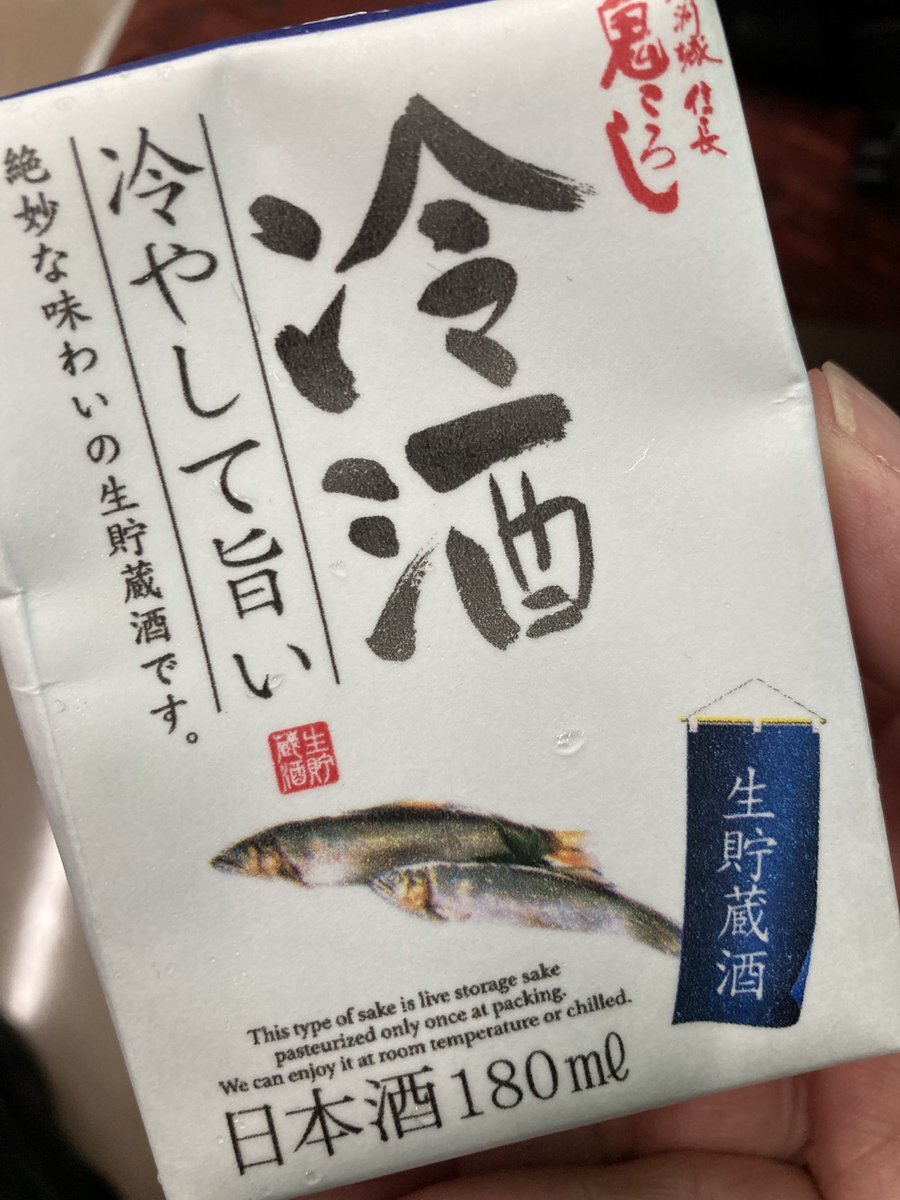 信長
鬼ころし
冷酒
冷やして旨い
絶妙な味わいの生貯蔵酒です。
生貯
蔵酒
生貯蔵酒
This type of sake is live storage sake
pasteurized only once at packing.
We can enjoy it at room temperature or chilled.
日本酒180mℓ